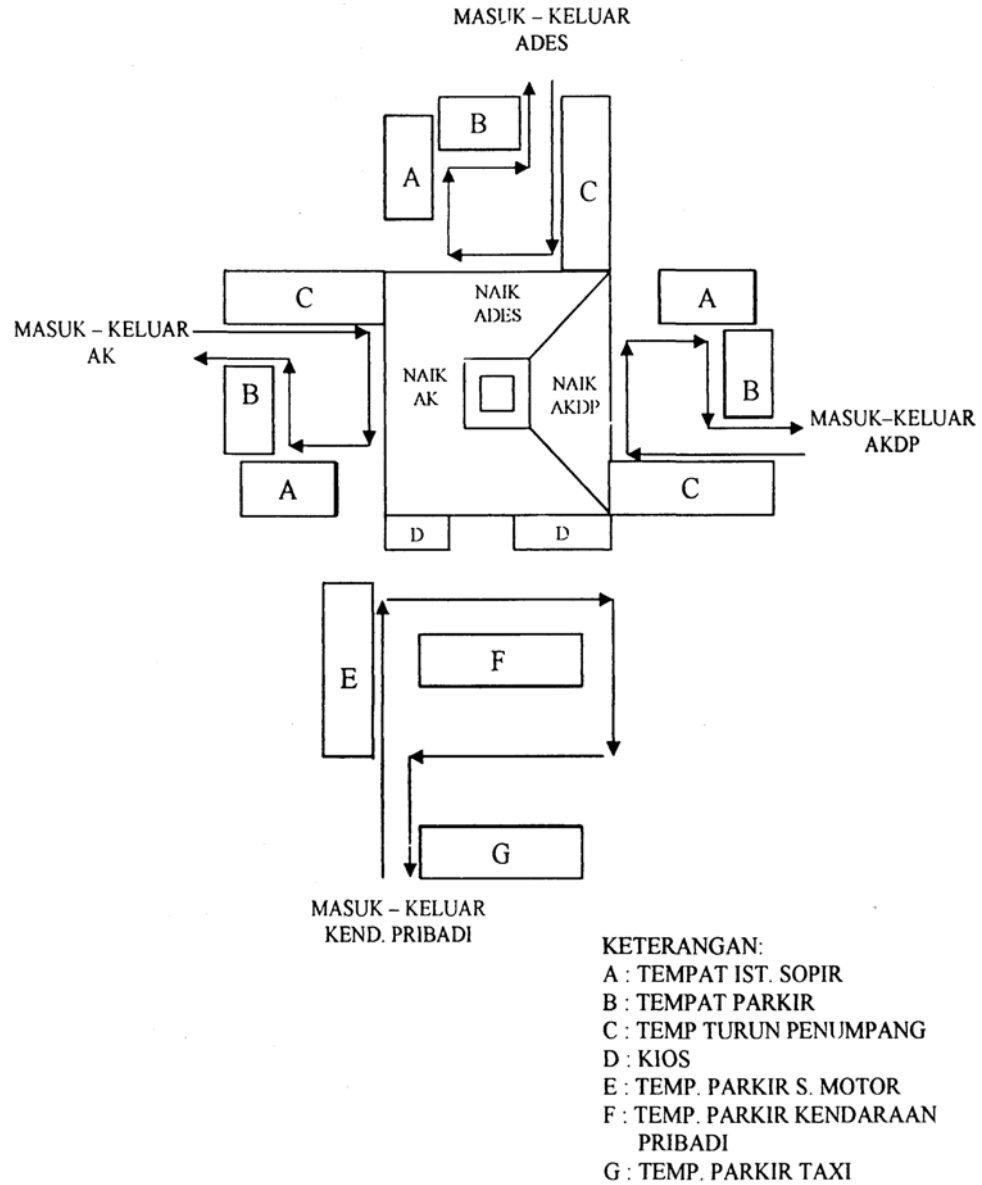 MASUK – KELUAR
ADES
B
A
C
C
NAIK
ADES
A
MASUK – KELUAR
AK
B
NAIK
AK
NAIK
AKDP
B
MASUK–KELUAR
AKDP
A
C
D
D
E
F
G
MASUK – KELUAR
KEND. PRIBADI
KETERANGAN:
A : TEMPAT IST. SOPIR
B : TEMPAT PARKIR
C : TEMP TURUN PENUMPANG
D : KIOS
E : TEMP. PARKIR S. MOTOR
F : TEMP. PARKIR KENDARAAN
PRIBADI
G : TEMP. PARKIR TAXI